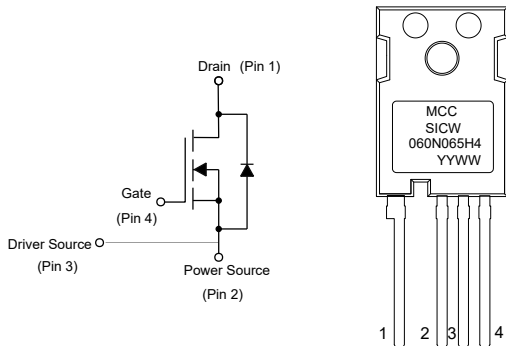 Drain (Pin 1)
Gate
(Pin 4)
Driver Source
(Pin 3)
Power Source
(Pin 2)
MCC
SICW
060N065H4
YYWW
1 2 3 4